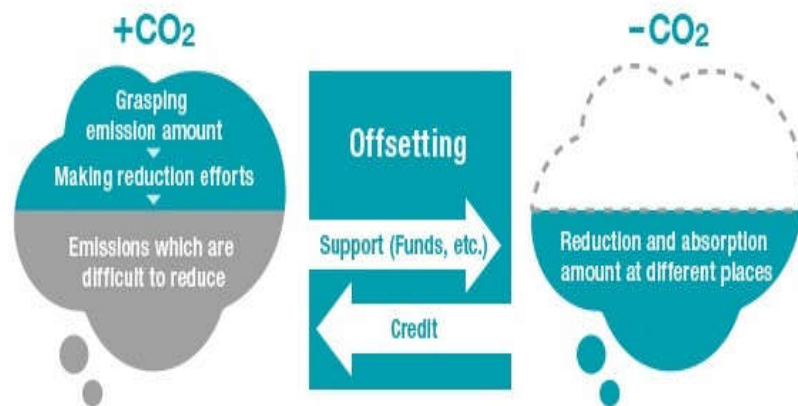 +CO₂
Grasping
emission amount
Making reduction efforts
Emissions which are
difficult to reduce
Offsetting
Support (Funds, etc.)
Credit
−CO₂
Reduction and absorption
amount at different places